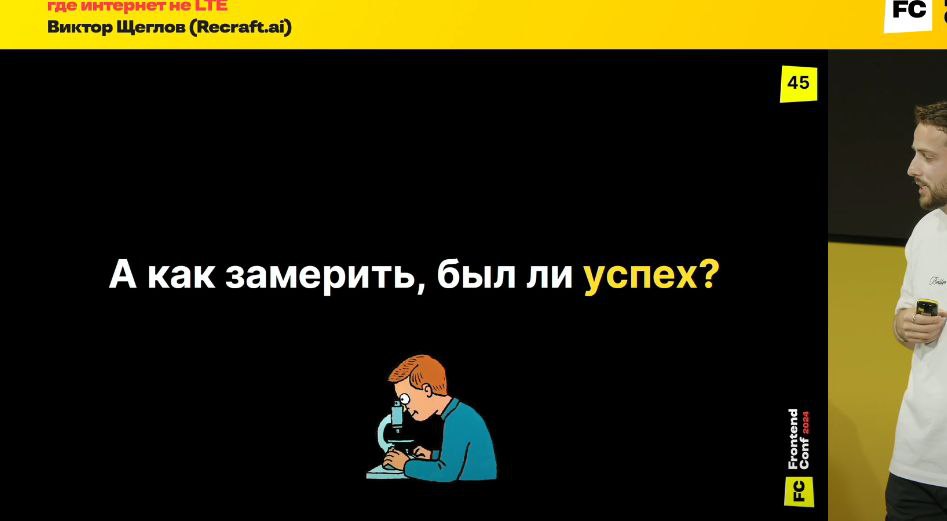 где интернет не LTE
Виктор Щеглов (Recraft.ai)
FC
45
А как замерить, был ли успех?
Frontend
Conf 2024
FC